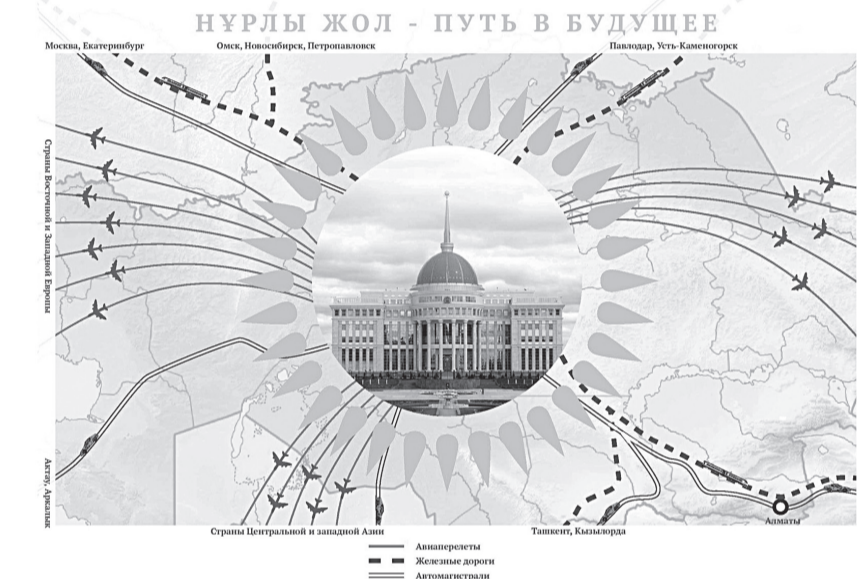 НҰРЛЫ ЖОЛ - ПУТЬ В БУДУЩЕЕ
Москва, Екатеринбург
Омск, Новосибирск, Петропавловск
Павлодар, Усть-Каменогорск
Страны Восточной и Западной Европы
Актау, Аркалык
Алматы
Страны Центральной и западной Азии
Ташкент, Кызылорда
Авиаперелеты
Железные дороги
Автомагистрали